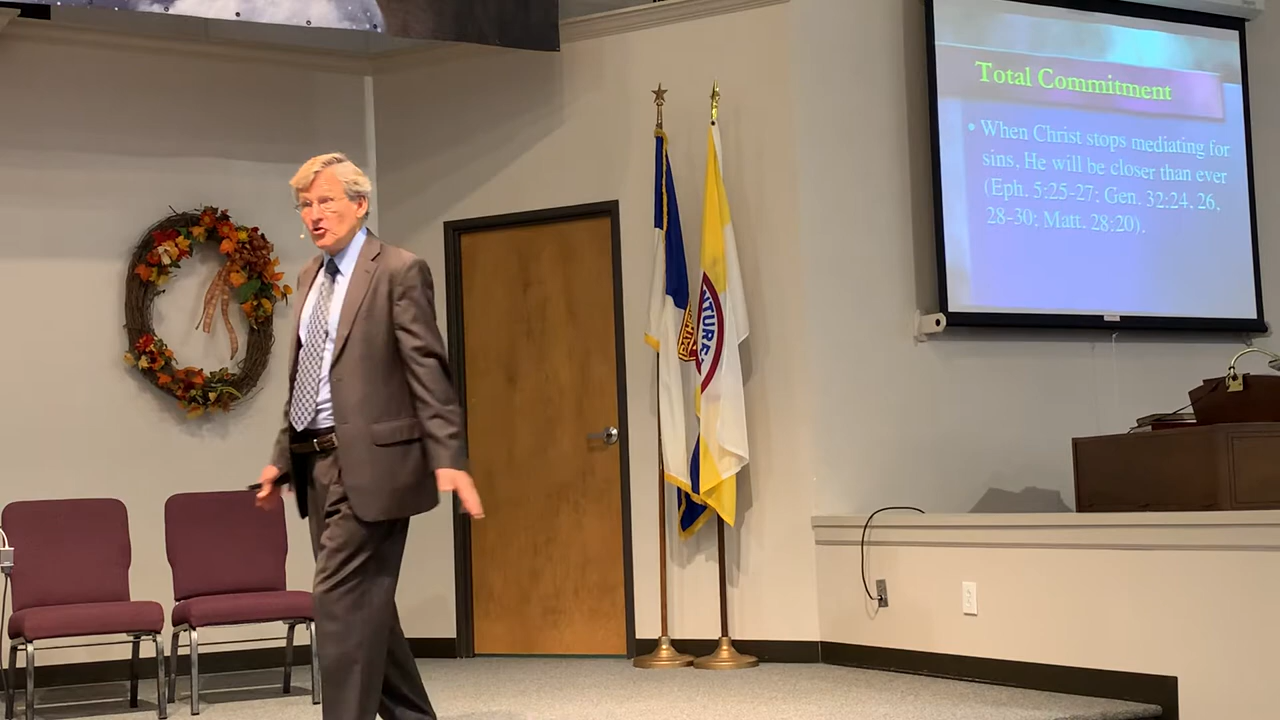 Total Commitment
• When Christ stops mediating for
sins, He will be closer than ever
(Eph. 5:25-27; Gen. 32:24, 26,
28-30; Matt. 28:20).